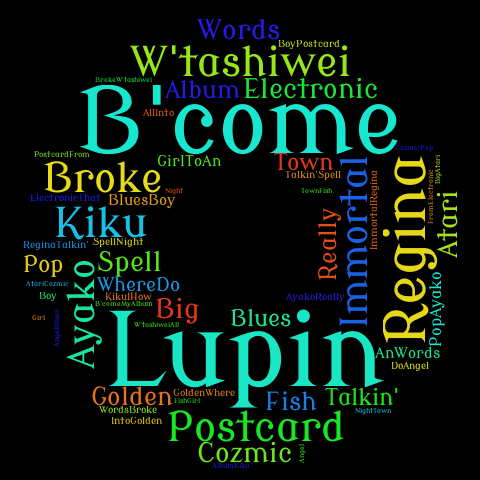 Words
BoyPostcard
W'tashiwei
BrokeW'tashiwei
Album
Electronic
B'come
AllInto
CozmicPop
PostcardFrom
GirlToAn
Town
Talkin'Spell
BigAtari
Broke
Night
TownFish
Immortal
ImmortalRegina
Regina
FromElectronic
Atari
ElectronicThat
BluesBoy
Kiku
Really
ReginaTalkin'
SpellNight
Pop
Spell
Ayako
AtariCozmic
WhereDo
PopAyako
Boy
KikuIHow
AyakoReally
B'comeMyAlbum
Big
Girl
AngelBlues
W'tashiweiAB
Blues
Lupin
AnWords
DoAngel
Golden
GoldenWhere
FishGirl
Fish
Talkin'
WordsBroke
NightTown
IntoGolden
Postcard
Cozmic
Angel
AlbumKiku